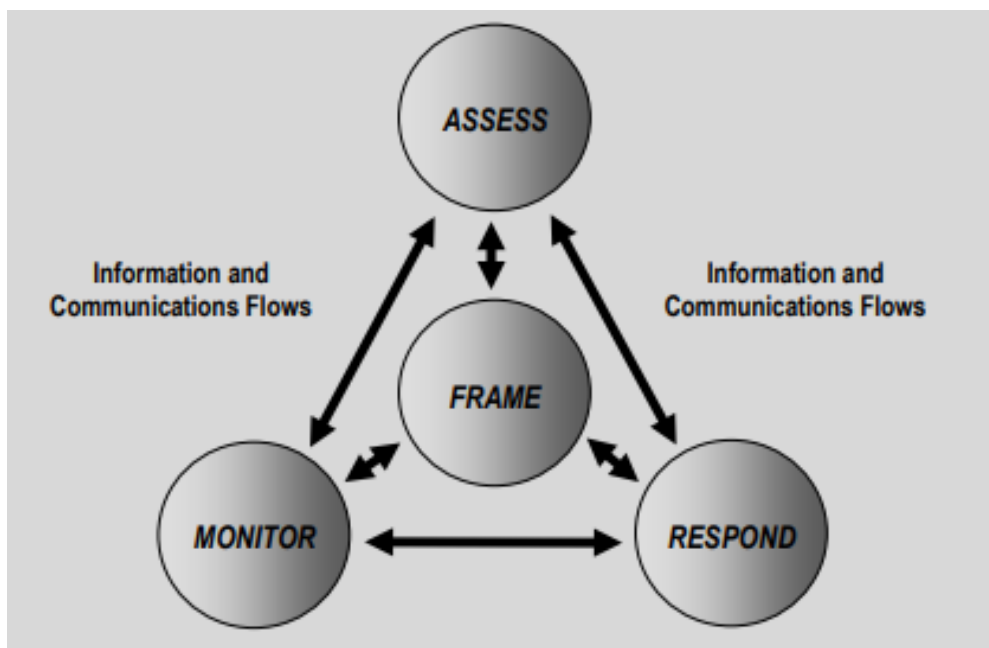 ASSESS
Information and
Communications Flows
Information and
Communications Flows
FRAME
MONITOR
RESPOND